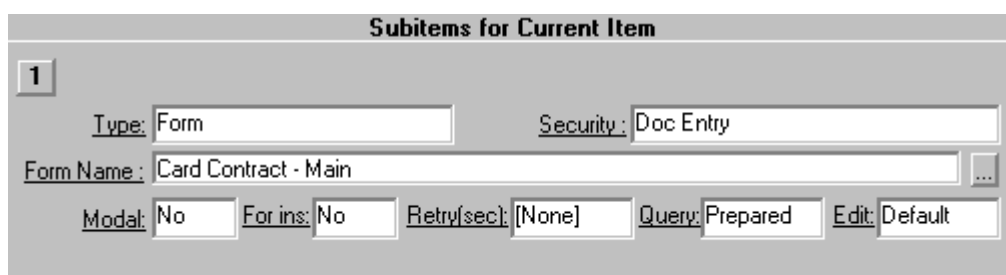 Subitems for Current Item
1
Type: Form Security : Doc Entry
Form Name : Card Contract - Main ...
Modal: No For ins: No Retry(sec): [None] Query: Prepared Edit: Default